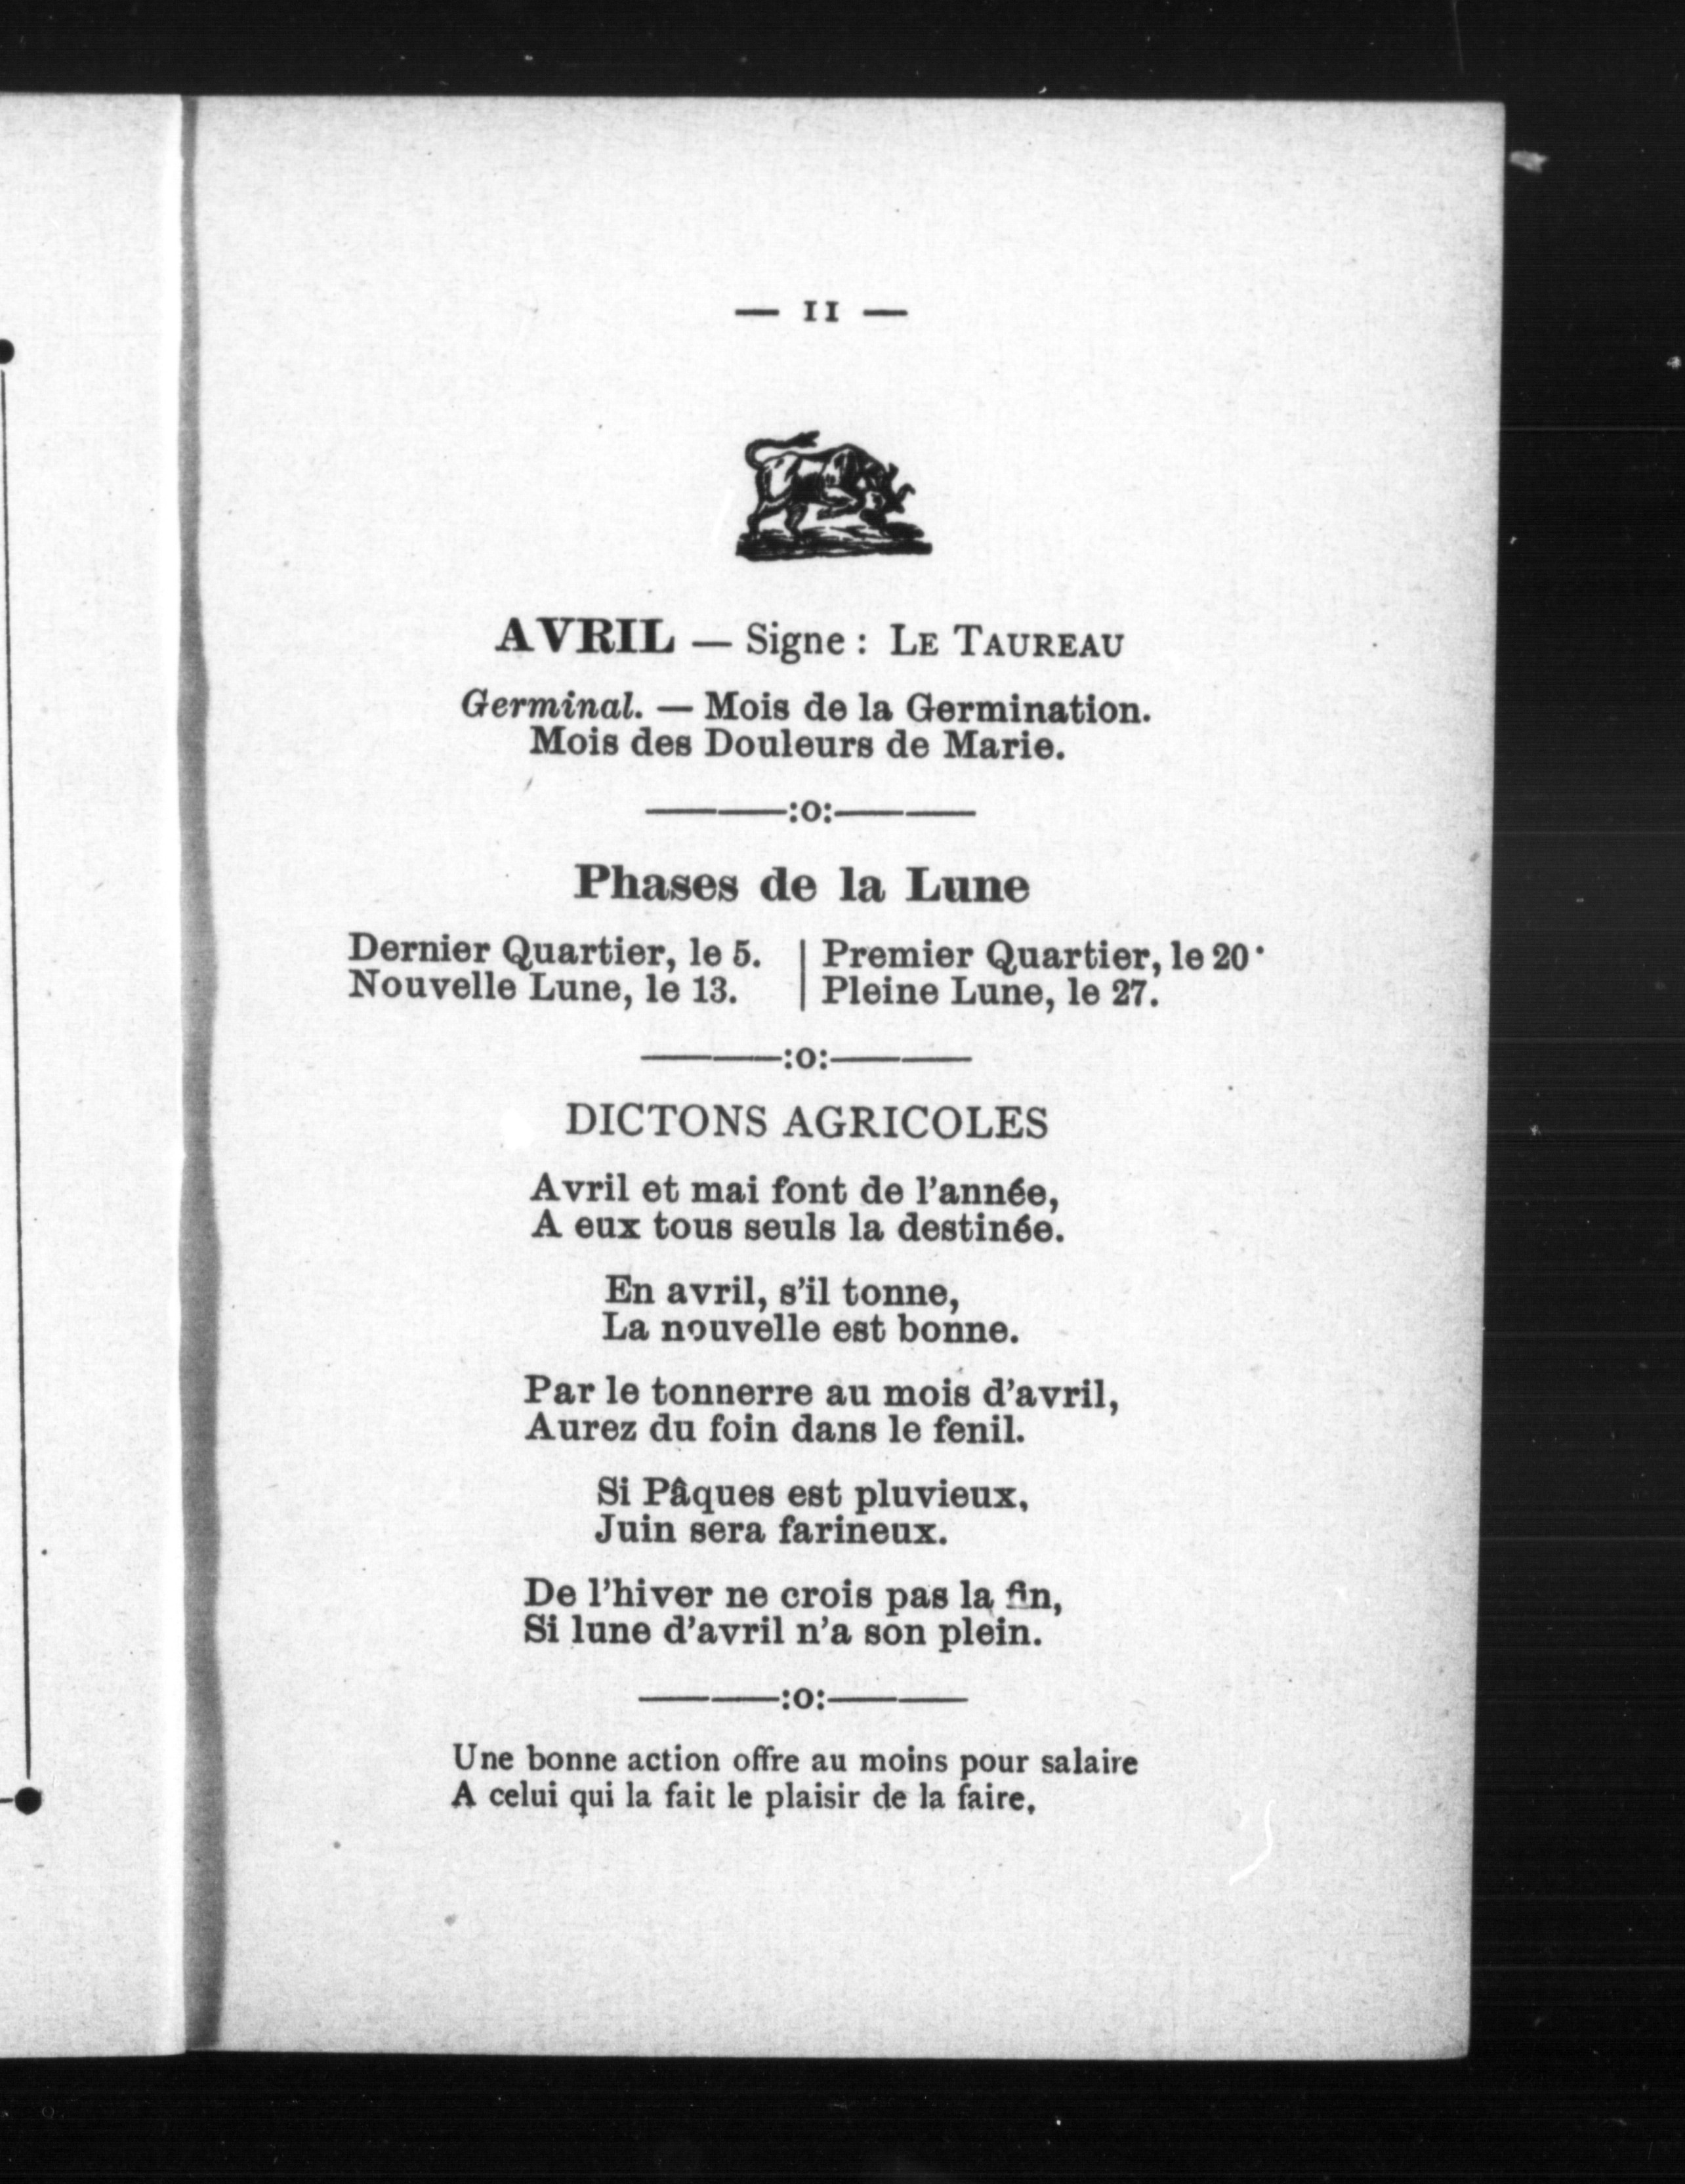 — 11 —
AVRIL — Signe : LE TAUREAU
Germinal. — Mois de la Germination.
Mois des Douleurs de Marie.
———:o:———
Phases de la Lune
Dernier Quartier, le 5. | Premier Quartier, le 20·
Nouvelle Lune, le 13. | Pleine Lune, le 27.
———:o:———
DICTONS AGRICOLES
Avril et mai font de l'année,
A eux tous seuls la destinée.
En avril, s'il tonne,
La nouvelle est bonne.
Par le tonnerre au mois d'avril,
Aurez du foin dans le fenil.
Si Pâques est pluvieux,
Juin sera farineux.
De l'hiver ne crois pas la fin,
Si lune d'avril n'a son plein.
———:o:———
Une bonne action offre au moins pour salaire
A celui qui la fait le plaisir de la faire,